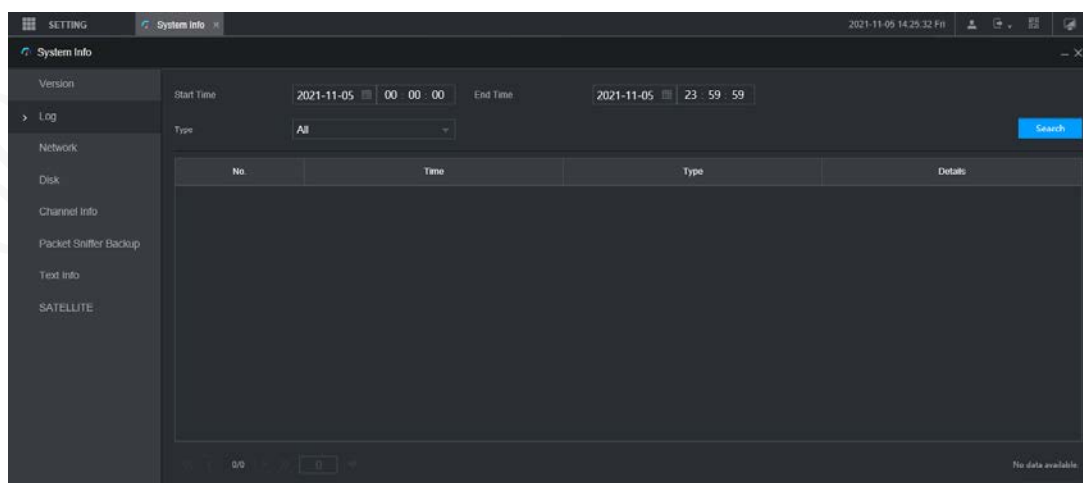 SETTING System Info × 2021-11-05 14:25:32 Fri
System Info
Version
Log
Network
Disk
Channel Info
Packet Sniffer Backup
Text Info
SATELLITE
Start Time 2021-11-05 00 : 00 : 00 End Time 2021-11-05 23 : 59 : 59
Type All
Search
No. Time Type Details
0/0 0 No data available.